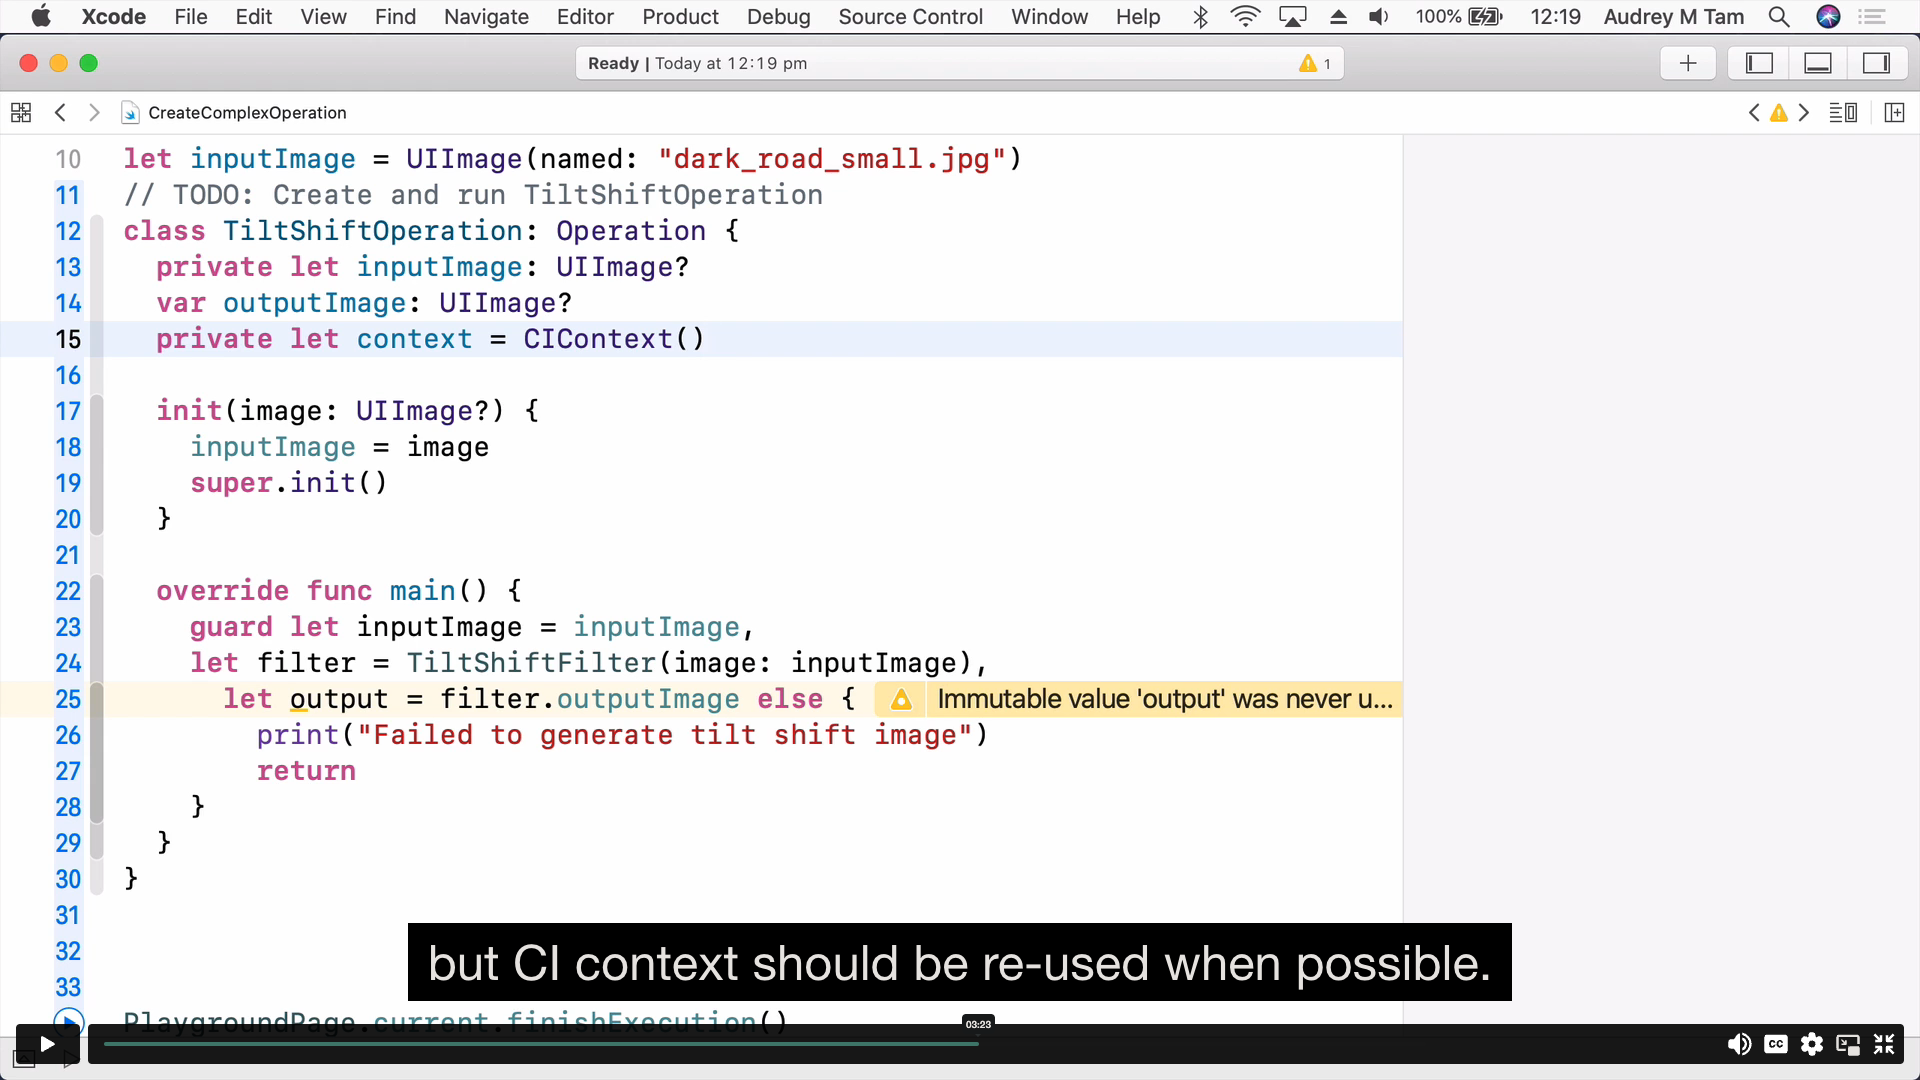 Xcode File Edit View Find Navigate Editor Product Debug Source Control Window Help 100% 12:19 Audrey M Tam
Ready | Today at 12:19 pm 1
CreateComplexOperation
10 let inputImage = UIImage(named: "dark_road_small.jpg")
11 // TODO: Create and run TiltShiftOperation
12 class TiltShiftOperation: Operation {
13 private let inputImage: UIImage?
14 var outputImage: UIImage?
15 private let context = CIContext()
16
17 init(image: UIImage?) {
18 inputImage = image
19 super.init()
20 }
21
22 override func main() {
23 guard let inputImage = inputImage,
24 let filter = TiltShiftFilter(image: inputImage),
25 let output = filter.outputImage else { Immutable value 'output' was never u...
26 print("Failed to generate tilt shift image")
27 return
28 }
29 }
30 }
31
32
33
but CI context should be re-used when possible.
PlaygroundPage.current.finishExecution()
03:23
CC